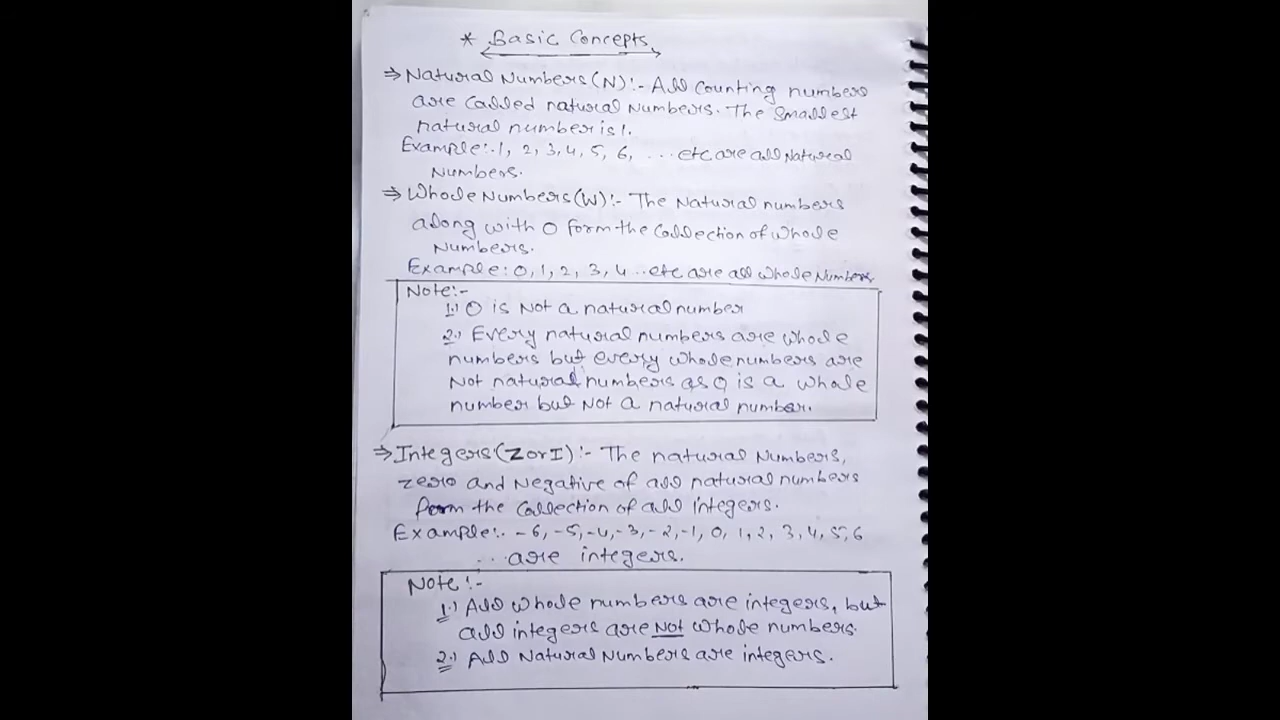 * Basic Concepts
⇒ Natural Numbers (N) :- All Counting numbers
are called natural numbers. The smallest
natural number is 1.
Example:- 1, 2, 3, 4, 5, 6, ... etc are all Natural
Numbers.
⇒ Whole Numbers (W) :- The Natural numbers
along with 0 form the collection of whole
Numbers.
Example: 0, 1, 2, 3, 4 ... etc are all whole Numbers
Note:-
1.) 0 is Not a natural number
2.) Every natural numbers are whole
numbers but every whole numbers are
Not natural numbers as 0 is a whole
number but Not a natural number.
⇒ Integers (Z or I) :- The natural Numbers,
zero and Negative of all natural numbers
form the collection of all integers.
Example:- -6, -5, -4, -3, -2, -1, 0, 1, 2, 3, 4, 5, 6
... are integers.
Note :-
1.) All whole numbers are integers, but
all integers are NOT whole numbers.
2.) All Natural Numbers are integers.